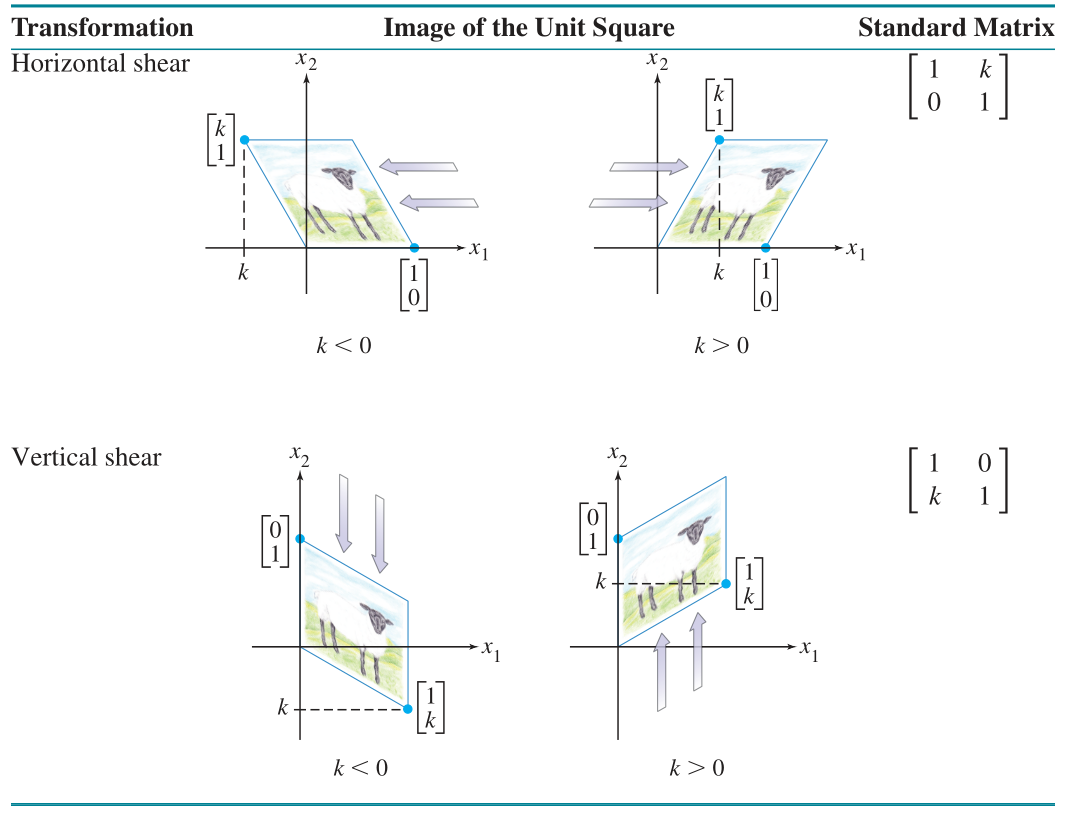 Transformation Image of the Unit Square Standard Matrix
Horizontal shear
x₂ x₂
[1 k]
[0 1]
[k]
[1]
[k]
[1]
x₁ x₁
k k
[1]
[0]
[1]
[0]
k < 0 k > 0
Vertical shear
x₂ x₂
[1 0]
[k 1]
[0]
[1]
[0]
[1]
k
[1]
[k]
x₁ x₁
k
[1]
[k]
k < 0 k > 0